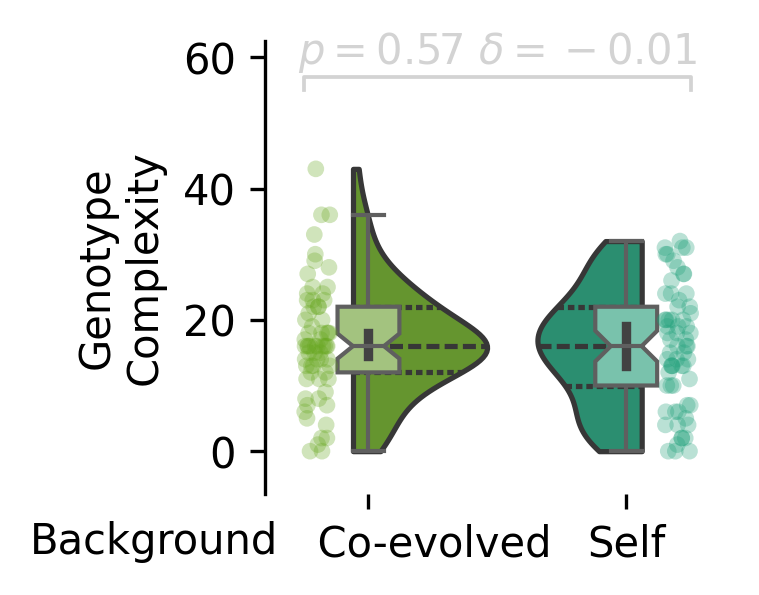 p = 0.57 δ = −0.01
60
40
20
0
Genotype
Complexity
Background Co-evolved Self